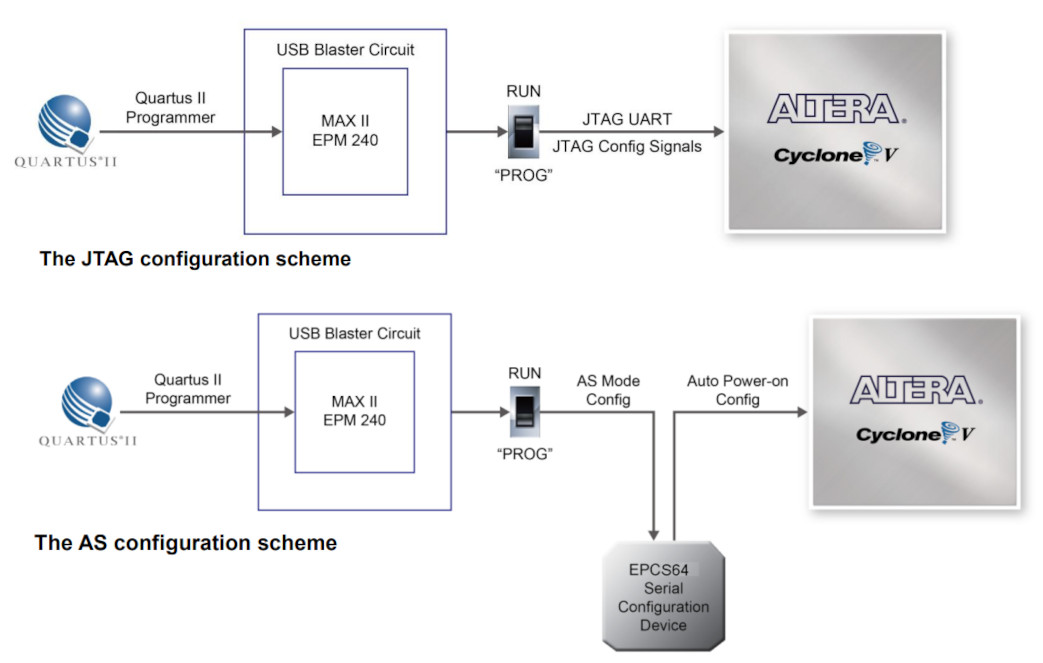 USB Blaster Circuit
Quartus II
Programmer
QUARTUS®II
MAX II
EPM 240
RUN
"PROG"
JTAG UART
JTAG Config Signals
ALTERA.
Cyclone™ V
The JTAG configuration scheme
USB Blaster Circuit
Quartus II
Programmer
QUARTUS®II
MAX II
EPM 240
RUN
"PROG"
AS Mode
Config
Auto Power-on
Config
ALTERA.
Cyclone™ V
The AS configuration scheme
EPCS64
Serial
Configuration
Device